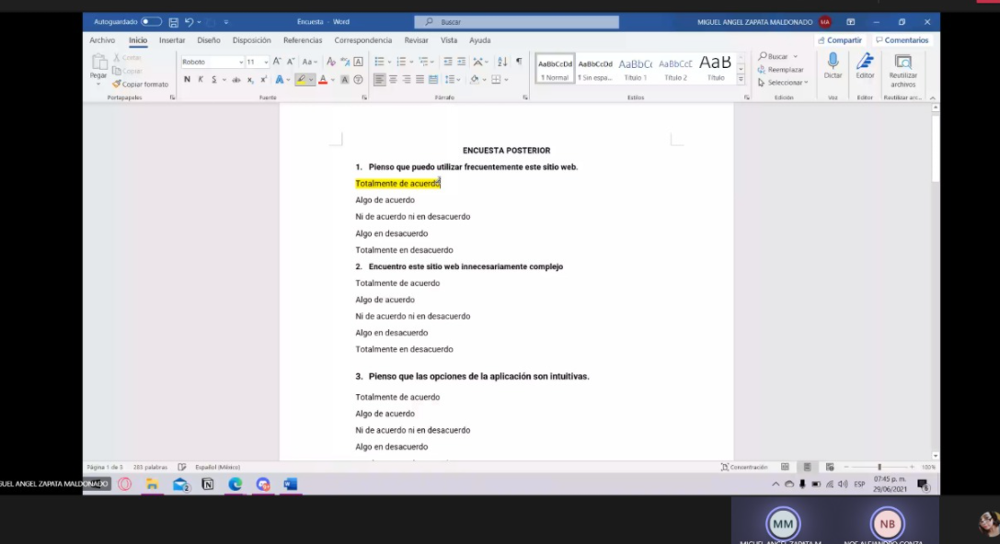 Autoguardado
Encuesta - Word
Buscar
MIGUEL ANGEL ZAPATA MALDONADO
MA
Archivo Inicio Insertar Diseño Disposición Referencias Correspondencia Revisar Vista Ayuda
Compartir
Comentarios
Pegar
Cortar
Copiar
Copiar formato
Portapapeles
Roboto
11
Aa
N K S
Fuente
Párrafo
AaBbCcDd AaBbCcDd AaBbCc AaBbCcC AaB
1 Normal 1 Sin espa... Título 1 Título 2 Título
Estilos
Buscar
Reemplazar
Seleccionar
Edición
Dictar
Voz
Editor
Editor
Reutilizar
archivos
Reutilizar arc...
ENCUESTA POSTERIOR
1. Pienso que puedo utilizar frecuentemente este sitio web.
Totalmente de acuerdo
Algo de acuerdo
Ni de acuerdo ni en desacuerdo
Algo en desacuerdo
Totalmente en desacuerdo
2. Encuentro este sitio web innecesariamente complejo
Totalmente de acuerdo
Algo de acuerdo
Ni de acuerdo ni en desacuerdo
Algo en desacuerdo
Totalmente en desacuerdo
3. Pienso que las opciones de la aplicación son intuitivas.
Totalmente de acuerdo
Algo de acuerdo
Ni de acuerdo ni en desacuerdo
Algo en desacuerdo
285 palabras
Español (México)
Concentración
100%
GUEL ANGEL ZAPATA MALDONADO
ESP
07:45 p. m.
29/06/2021
MM
NB
MIGUEL ANGEL ZAPATA M...
NOE ALEJANDRO GONZA...